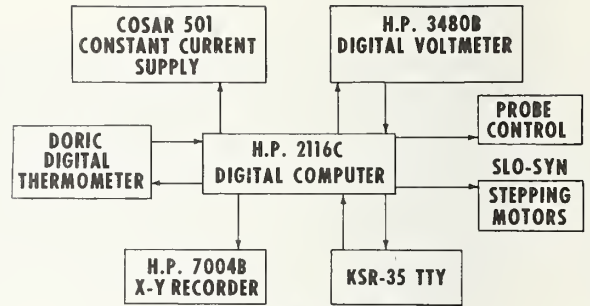 COSAR 501
CONSTANT CURRENT
SUPPLY
H.P. 3480B
DIGITAL VOLTMETER
PROBE
CONTROL
DORIC
DIGITAL
THERMOMETER
H.P. 2116C
DIGITAL COMPUTER
SLO-SYN
STEPPING
MOTORS
H.P. 7004B
X-Y RECORDER
KSR-35 TTY